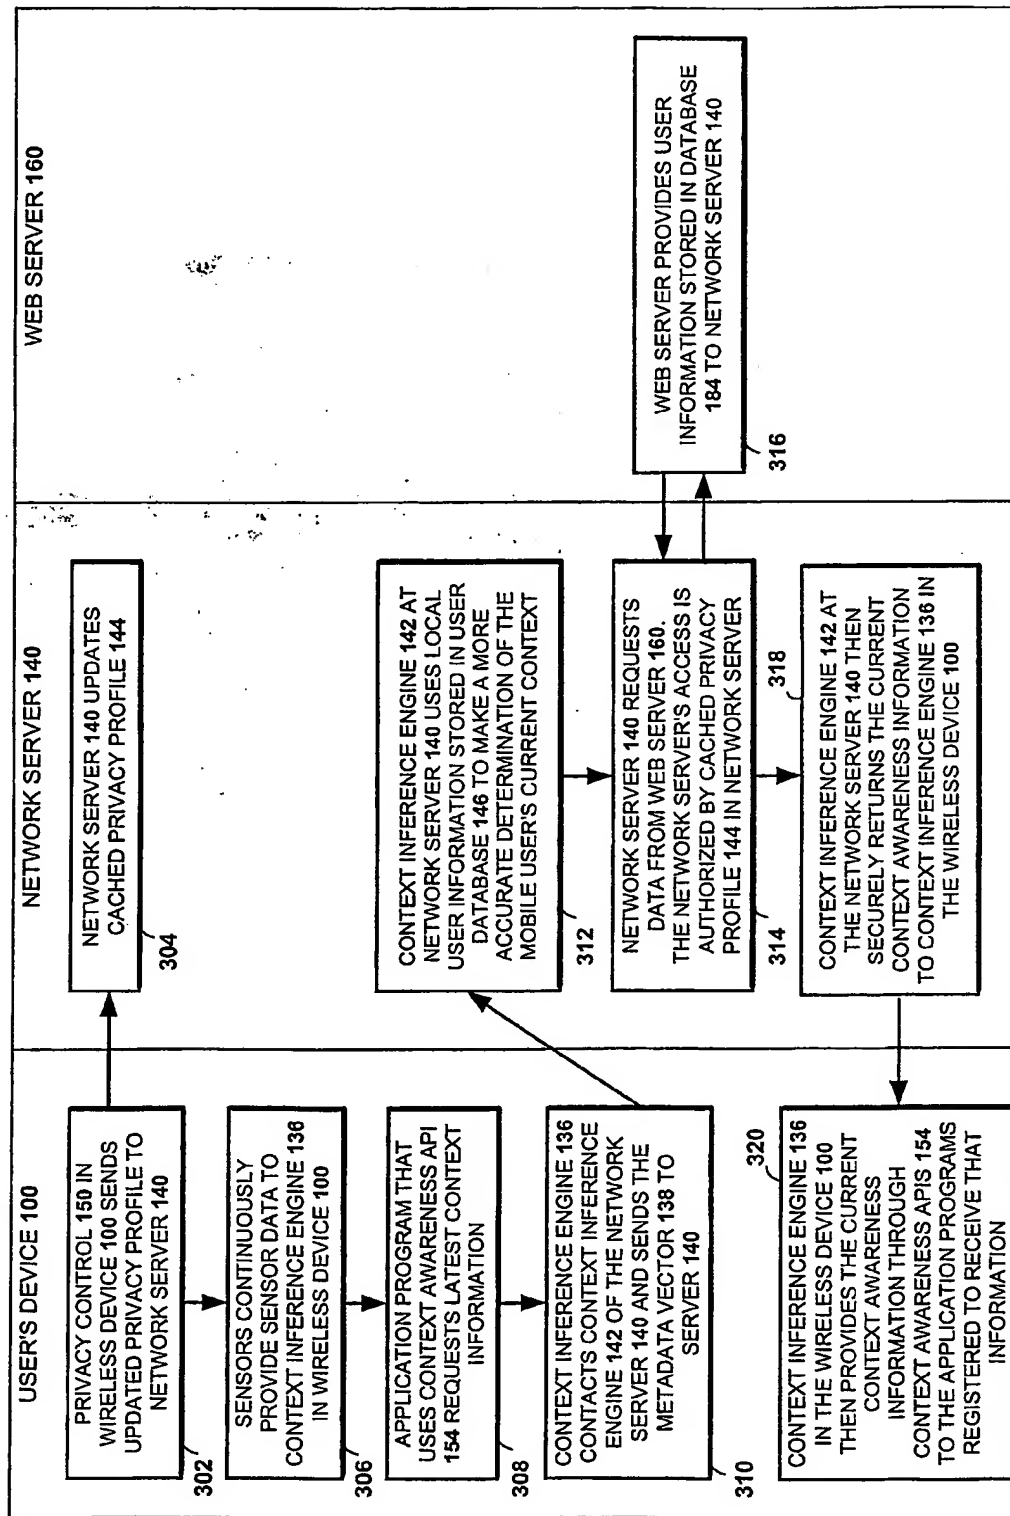 USER'S DEVICE 100
PRIVACY CONTROL 150 IN
WIRELESS DEVICE 100 SENDS
UPDATED PRIVACY PROFILE TO
NETWORK SERVER 140
302
SENSORS CONTINUOUSLY
PROVIDE SENSOR DATA TO
CONTEXT INFERENCE ENGINE 136
IN WIRELESS DEVICE 100
306
APPLICATION PROGRAM THAT
USES CONTEXT AWARENESS API
154 REQUESTS LATEST CONTEXT
INFORMATION
308
CONTEXT INFERENCE ENGINE 136
CONTACTS CONTEXT INFERENCE
ENGINE 142 OF THE NETWORK
SERVER 140 AND SENDS THE
METADATA VECTOR 138 TO
SERVER 140
310
320
CONTEXT INFERENCE ENGINE 136
IN THE WIRELESS DEVICE 100
THEN PROVIDES THE CURRENT
CONTEXT AWARENESS
INFORMATION THROUGH
CONTEXT AWARENESS APIS 154
TO THE APPLICATION PROGRAMS
REGISTERED TO RECEIVE THAT
INFORMATION
NETWORK SERVER 140
NETWORK SERVER 140 UPDATES
CACHED PRIVACY PROFILE 144
304
CONTEXT INFERENCE ENGINE 142 AT
NETWORK SERVER 140 USES LOCAL
USER INFORMATION STORED IN USER
DATABASE 146 TO MAKE A MORE
ACCURATE DETERMINATION OF THE
MOBILE USER'S CURRENT CONTEXT
312
NETWORK SERVER 140 REQUESTS
DATA FROM WEB SERVER 160.
THE NETWORK SERVERS ACCESS IS
AUTHORIZED BY CACHED PRIVACY
PROFILE 144 IN NETWORK SERVER
314
318
CONTEXT INFERENCE ENGINE 142 AT
THE NETWORK SERVER 140 THEN
SECURELY RETURNS THE CURRENT
CONTEXT AWARENESS INFORMATION
TO CONTEXT INFERENCE ENGINE 136 IN
THE WIRELESS DEVICE 100
WEB SERVER 160
WEB SERVER PROVIDES USER
INFORMATION STORED IN DATABASE
184 TO NETWORK SERVER 140
316